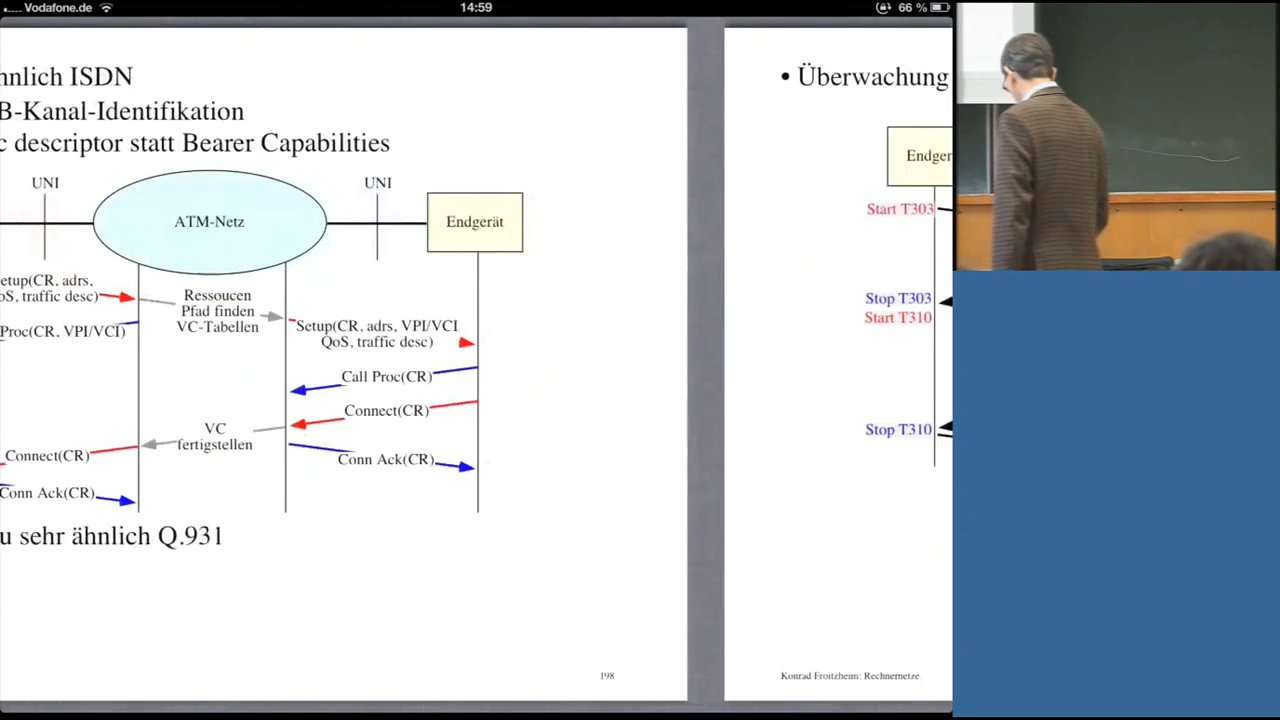 Vodafone.de
14:59
66 %
hnlich ISDN
B-Kanal-Identifikation
c descriptor statt Bearer Capabilities
UNI
UNI
ATM-Netz
Endgerät
etup(CR, adrs,
oS, traffic desc)
Ressoucen
Pfad finden
VC-Tabellen
Proc(CR, VPI/VCI)
Setup(CR, adrs, VPI/VCI
QoS, traffic desc)
Call Proc(CR)
Connect(CR)
VC
fertigstellen
Connect(CR)
Conn Ack(CR)
Conn Ack(CR)
u sehr ähnlich Q.931
198
• Überwachung
Endger
Start T303
Stop T303
Start T310
Stop T310
Konrad Froitzheim: Rechnernetze